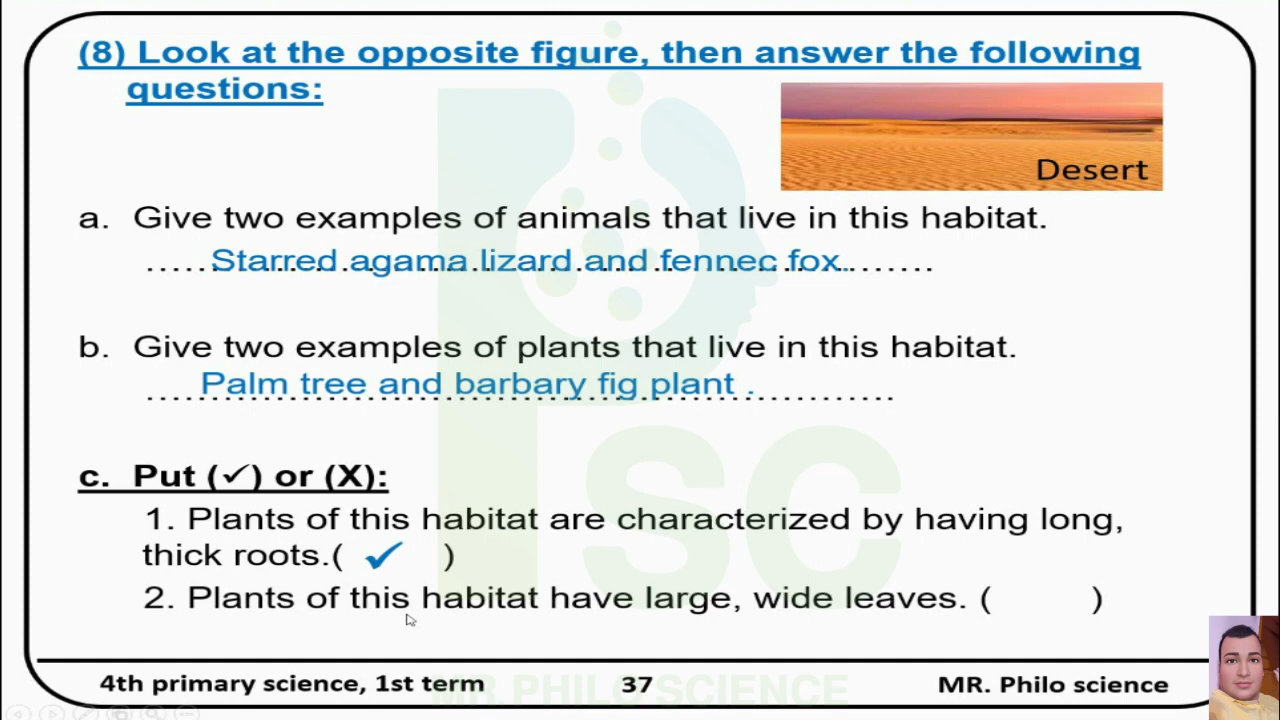 (8) Look at the opposite figure, then answer the following
questions:
Desert
a. Give two examples of animals that live in this habitat.
.....Starred agama lizard and fennec fox.......
b. Give two examples of plants that live in this habitat.
....Palm tree and barbary fig plant ...........
c. Put (✓) or (X):
1. Plants of this habitat are characterized by having long,
thick roots.( ✓ )
2. Plants of this habitat have large, wide leaves. ( )
4th primary science, 1st term 37 MR. Philo science
Psc
MR. PHILO SCIENCE